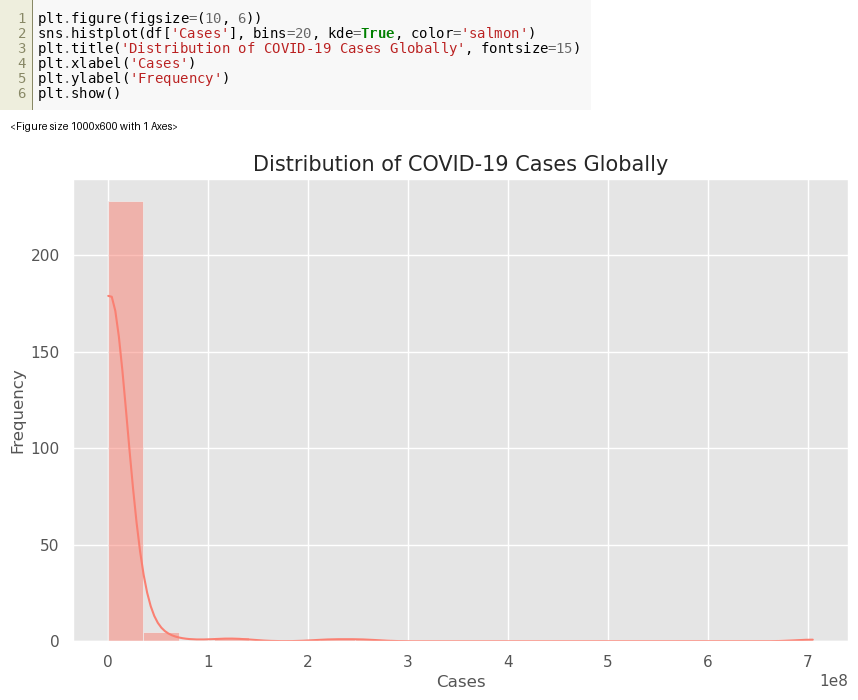 1 plt.figure(figsize=(10, 6))
2 sns.histplot(df['Cases'], bins=20, kde=True, color='salmon')
3 plt.title('Distribution of COVID-19 Cases Globally', fontsize=15)
4 plt.xlabel('Cases')
5 plt.ylabel('Frequency')
6 plt.show()
<Figure size 1000x600 with 1 Axes>
Distribution of COVID-19 Cases Globally
Frequency
200
150
100
50
0
0 1 2 3 4 5 6 7
1e8
Cases